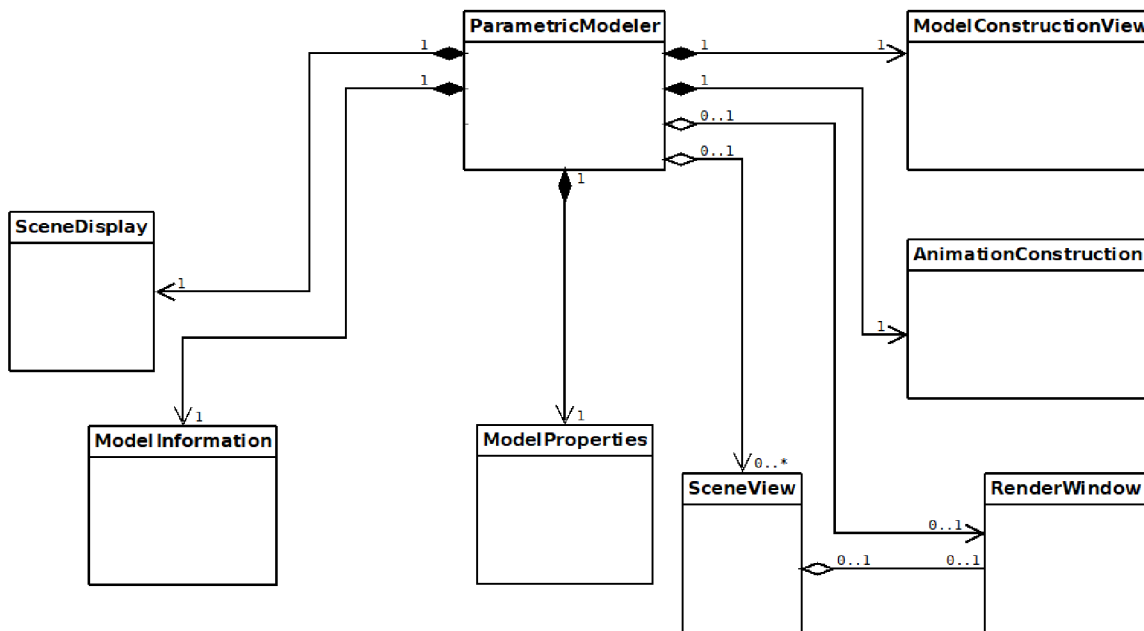 ParametricModeler
ModelConstructionView
1
1
1
1
1
1
0..1
0..1
1
SceneDisplay
1
AnimationConstruction
1
1
1
ModelInformation
ModelProperties
0..*
SceneView
RenderWindow
0..1
0..1
0..1